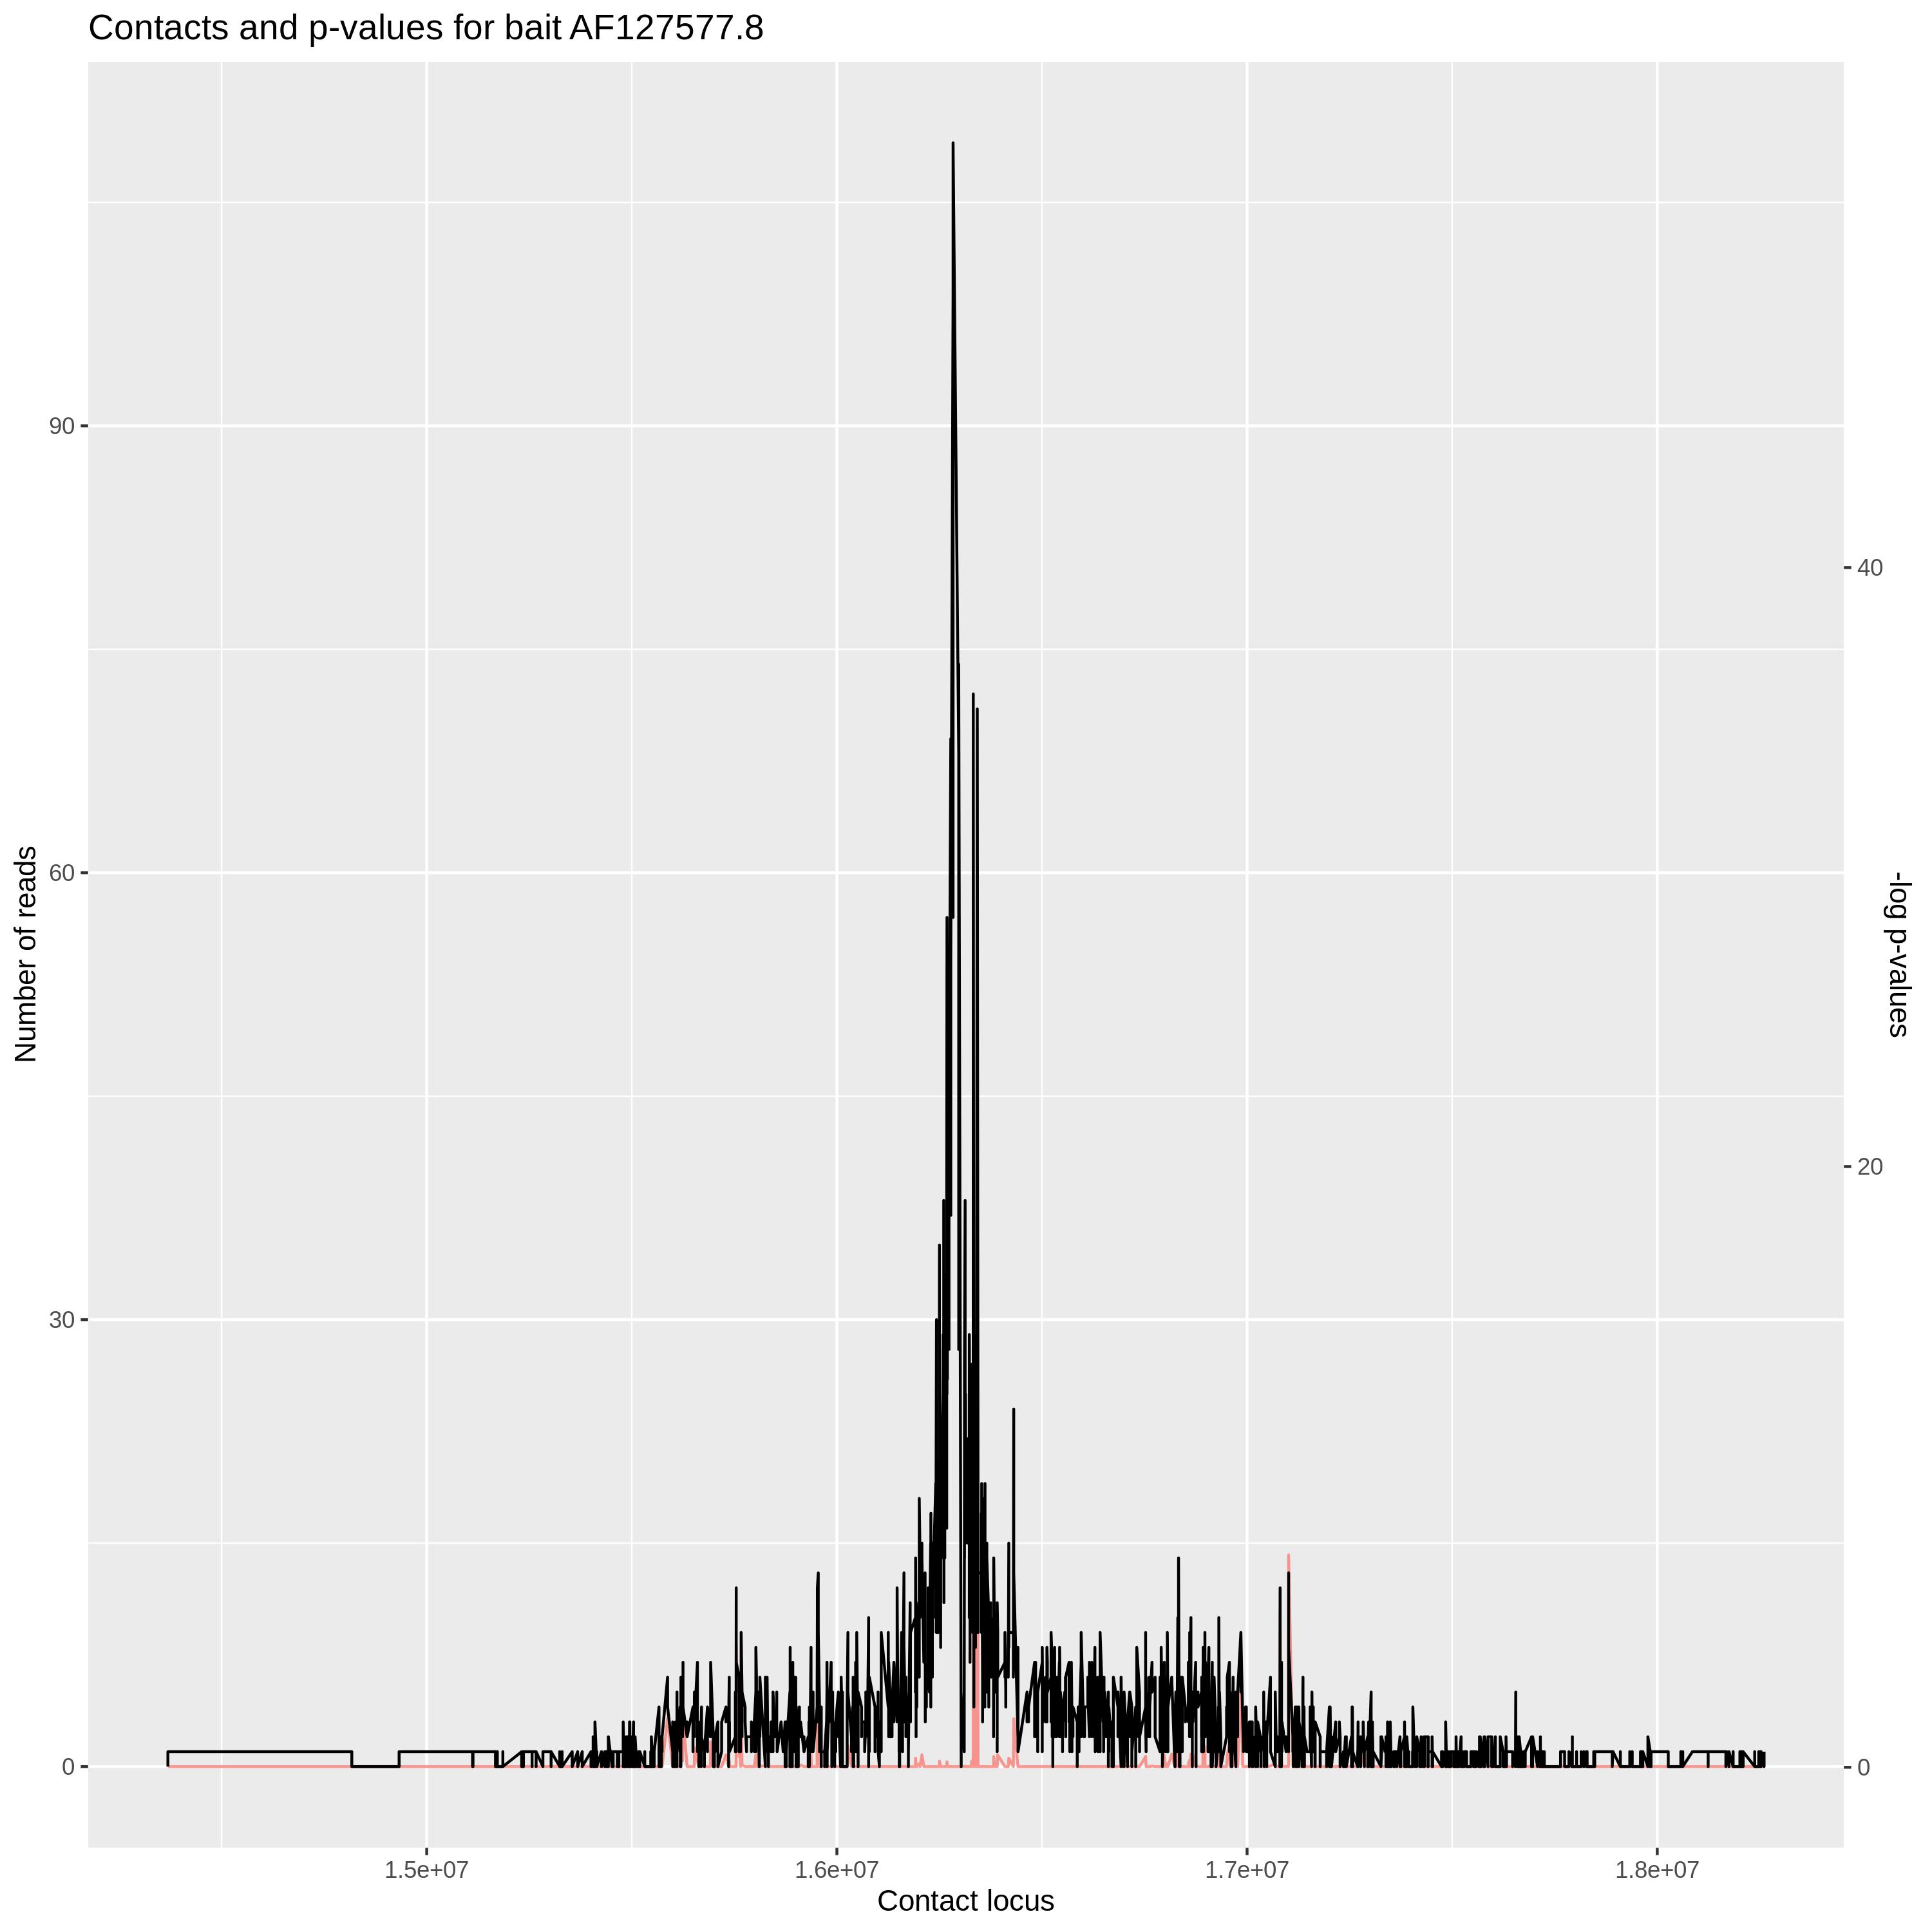 Contacts and p-values for bait AF127577.8
90
60
30
0
40
20
0
Number of reads
-log p-values
1.5e+07
1.6e+07
1.7e+07
1.8e+07
Contact locus